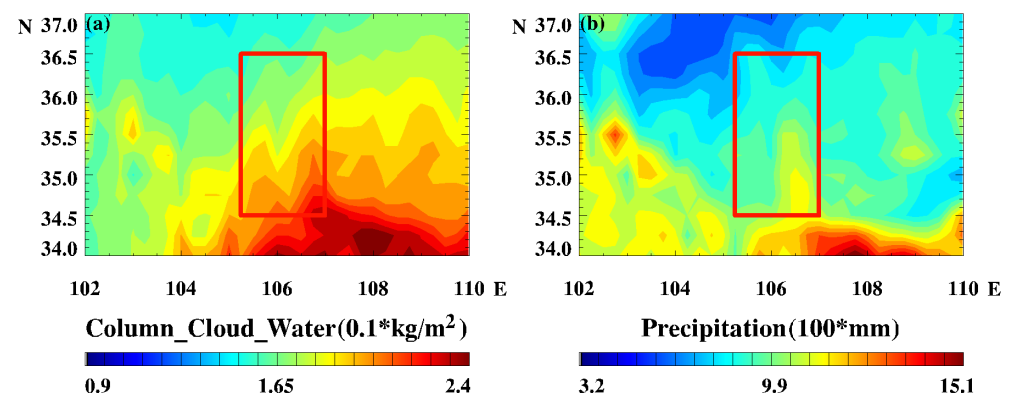 N 37.0 (a)
36.5
36.0
35.5
35.0
34.5
34.0
102 104 106 108 110 E
Column_Cloud_Water(0.1*kg/m²)
0.9 1.65 2.4
N 37.0 (b)
36.5
36.0
35.5
35.0
34.5
34.0
102 104 106 108 110 E
Precipitation(100*mm)
3.2 9.9 15.1